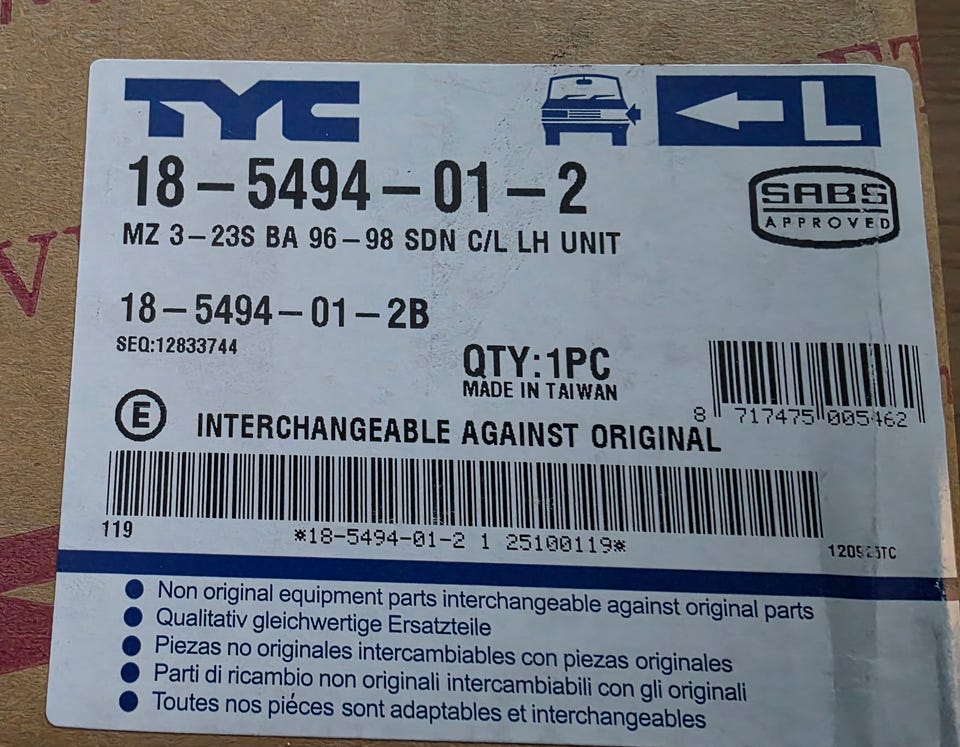 TYC
L
18-5494-01-2
SABS
APPROVED
MZ 3-23S BA 96-98 SDN C/L LH UNIT
18-5494-01-2B
SEQ:12833744
QTY:1PC
MADE IN TAIWAN
8 717475 005462
E
INTERCHANGEABLE AGAINST ORIGINAL
119
*18-5494-01-2 1 25100119*
Non original equipment parts interchangeable against original parts
Qualitativ gleichwertige Ersatzteile
Piezas no originales intercambiables con piezas originales
Parti di ricambio non originali intercambiabili con gli originali
Toutes nos piéces sont adaptables et interchangeables